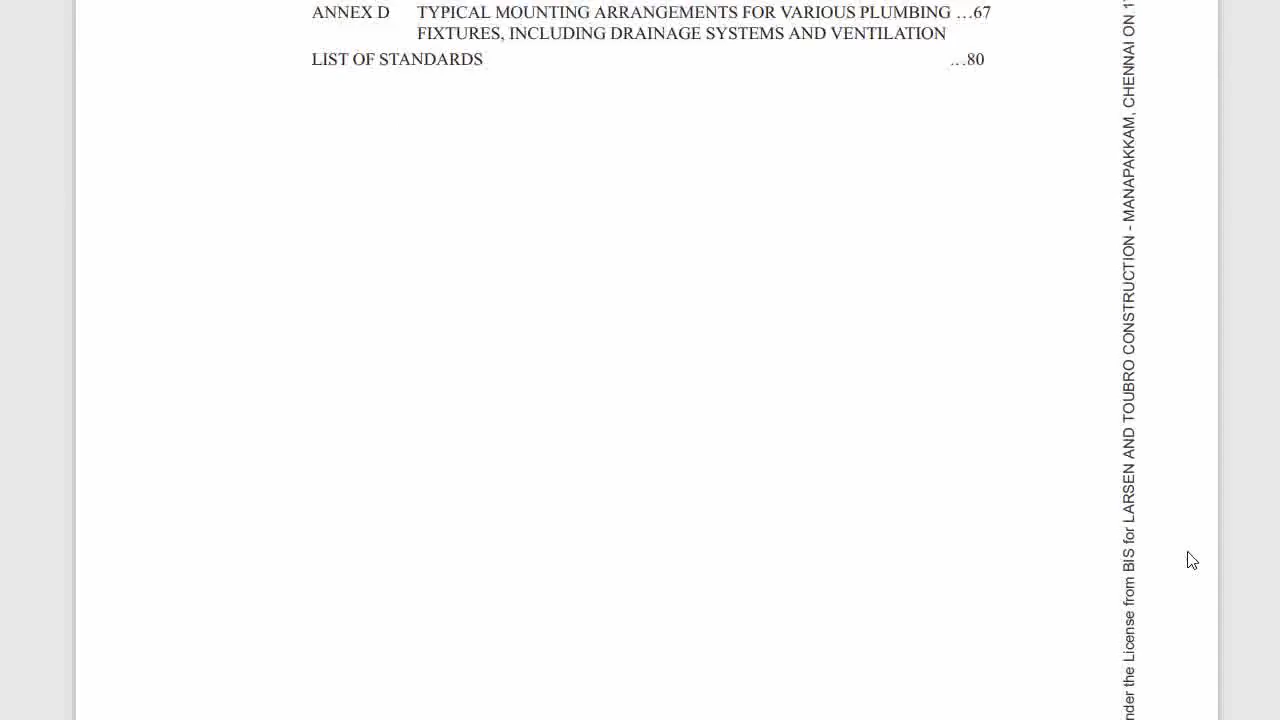 ANNEX D TYPICAL MOUNTING ARRANGEMENTS FOR VARIOUS PLUMBING …67
FIXTURES, INCLUDING DRAINAGE SYSTEMS AND VENTILATION
LIST OF STANDARDS …80
nder the License from BIS for LARSEN AND TOUBRO CONSTRUCTION - MANAPAKKAM, CHENNAI ON 1